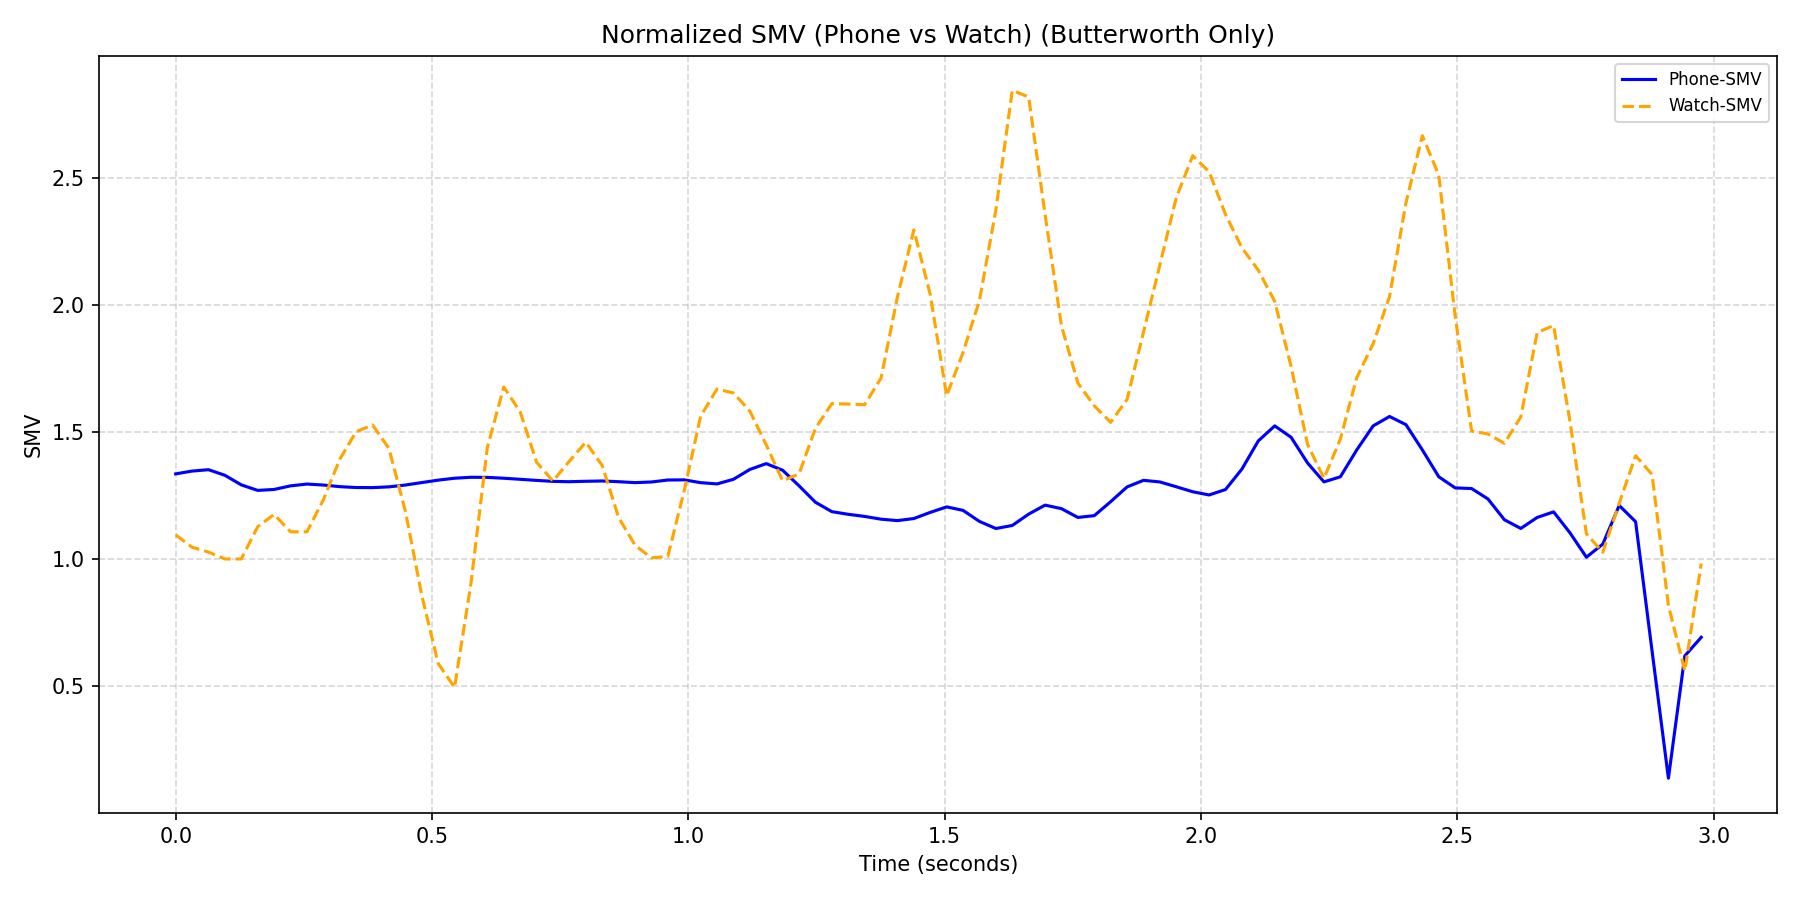 Normalized SMV (Phone vs Watch) (Butterworth Only)
Phone-SMV
Watch-SMV
SMV
2.5
2.0
1.5
1.0
0.5
0.0 0.5 1.0 1.5 2.0 2.5 3.0
Time (seconds)